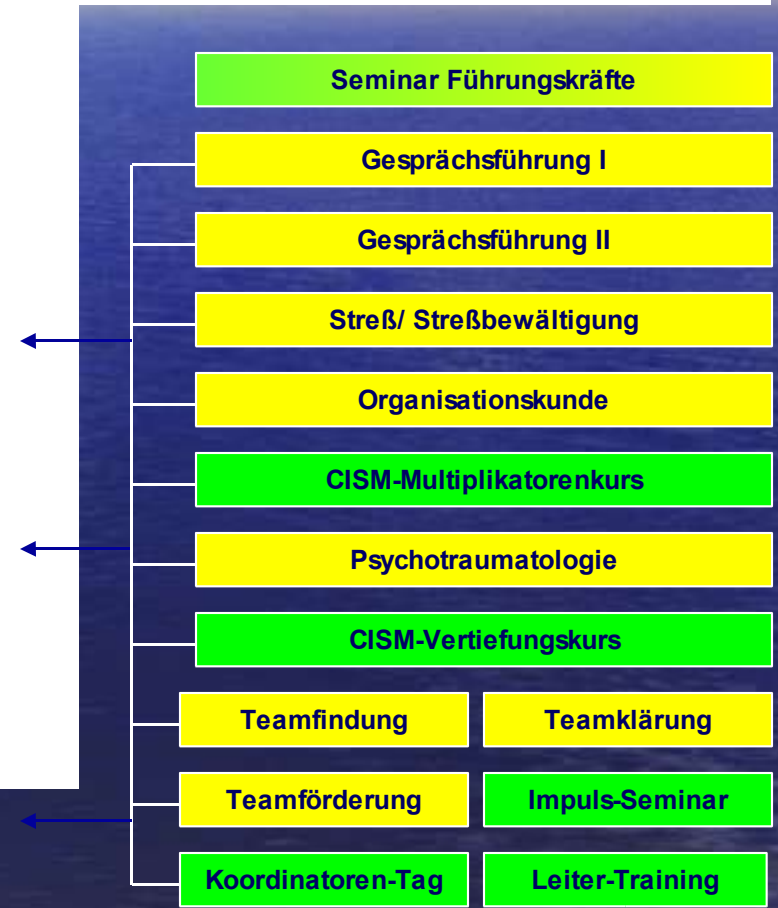 Seminar Führungskräfte
Gesprächsführung I
Gesprächsführung II
Streß/ Streßbewältigung
Organisationskunde
CISM-Multiplikatorenkurs
Psychotraumatologie
CISM-Vertiefungskurs
Teamfindung
Teamklärung
Teamförderung
Impuls-Seminar
Koordinatoren-Tag
Leiter-Training